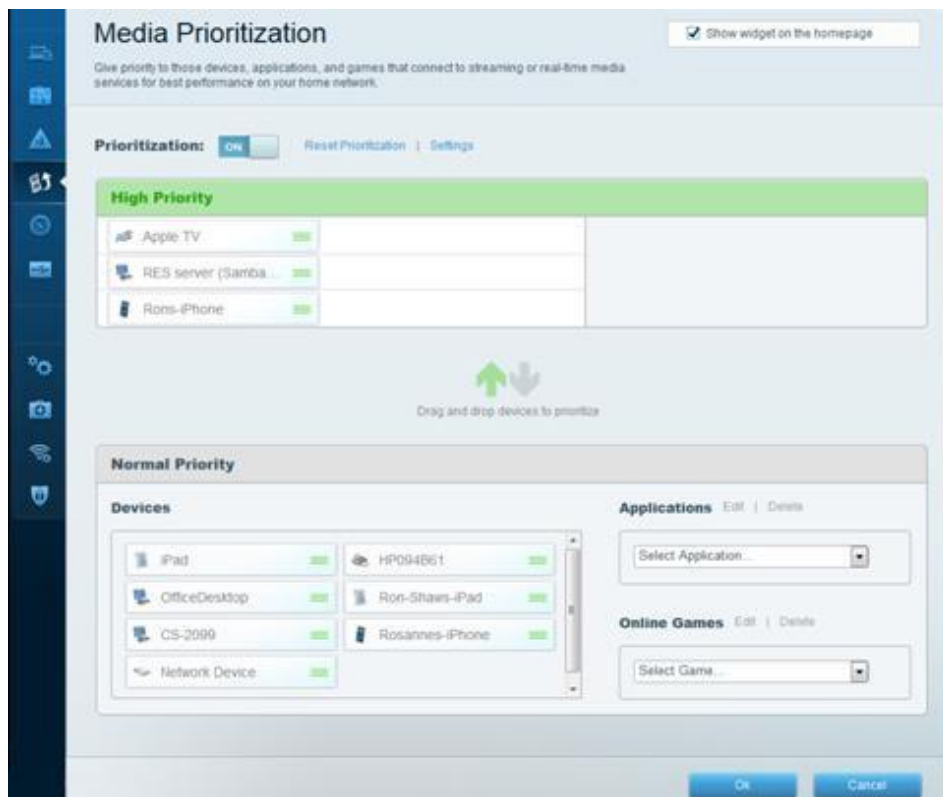 Media Prioritization
Show widget on the homepage
Give priority to those devices, applications, and games that connect to streaming or real-time media
services for best performance on your home network.
Prioritization: ON Reset Prioritization | Settings
High Priority
Apple TV
RES server (Samba...
Rons-iPhone
Drag and drop devices to prioritize
Normal Priority
Devices
iPad
HP094B61
OfficeDesktop
Ron-Shaws-iPad
CS-2099
Rosannes-iPhone
Network Device
Applications Edit | Delete
Select Application...
Online Games Edit | Delete
Select Game...
Ok
Cancel